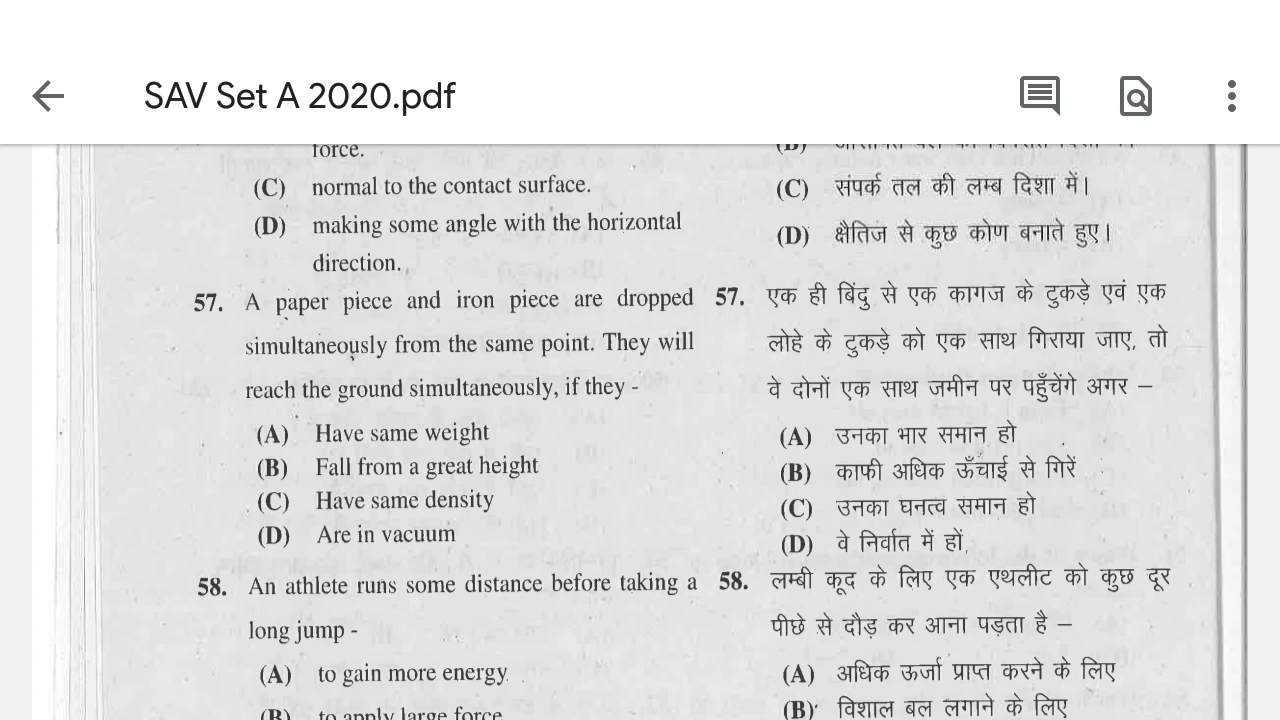 SAV Set A 2020.pdf
force.
(C) normal to the contact surface.
(D) making some angle with the horizontal
direction.
57. A paper piece and iron piece are dropped
simultaneously from the same point. They will
reach the ground simultaneously, if they -
(A) Have same weight
(B) Fall from a great height
(C) Have same density
(D) Are in vacuum
58. An athlete runs some distance before taking a
long jump -
(A) to gain more energy
(B) to apply large force
(C) संपर्क तल की लम्ब दिशा में।
(D) क्षैतिज से कुछ कोण बनाते हुए।
57. एक ही बिंदु से एक कागज के टुकड़े एवं एक
लोहे के टुकड़े को एक साथ गिराया जाए, तो
वे दोनों एक साथ जमीन पर पहुँचेंगे अगर –
(A) उनका भार समान हो
(B) काफी अधिक ऊँचाई से गिरें
(C) उनका घनत्व समान हो
(D) वे निर्वात में हों
58. लम्बी कूद के लिए एक एथलीट को कुछ दूर
पीछे से दौड़ कर आना पड़ता है –
(A) अधिक ऊर्जा प्राप्त करने के लिए
(B) विशाल बल लगाने के लिए